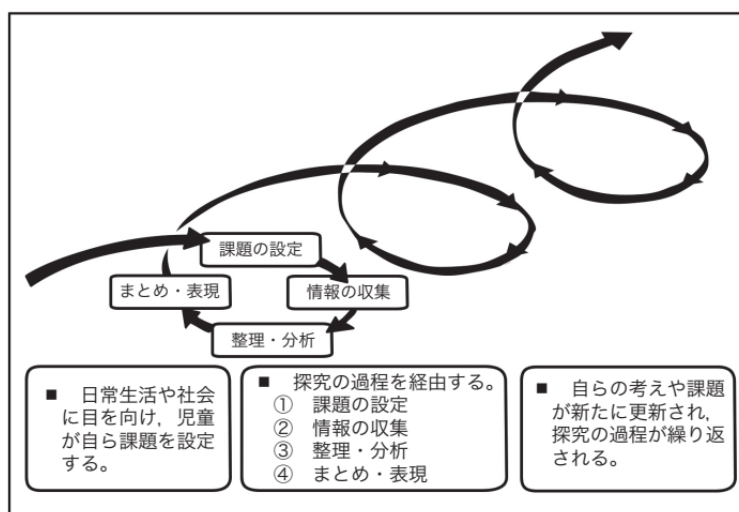 課題の設定
まとめ・表現
情報の収集
整理・分析
■ 日常生活や社会
に目を向け，児童
が自ら課題を設定
する。
■ 探究の過程を経由する。
① 課題の設定
② 情報の収集
③ 整理・分析
④ まとめ・表現
■ 自らの考えや課題
が新たに更新され，
探究の過程が繰り返
される。